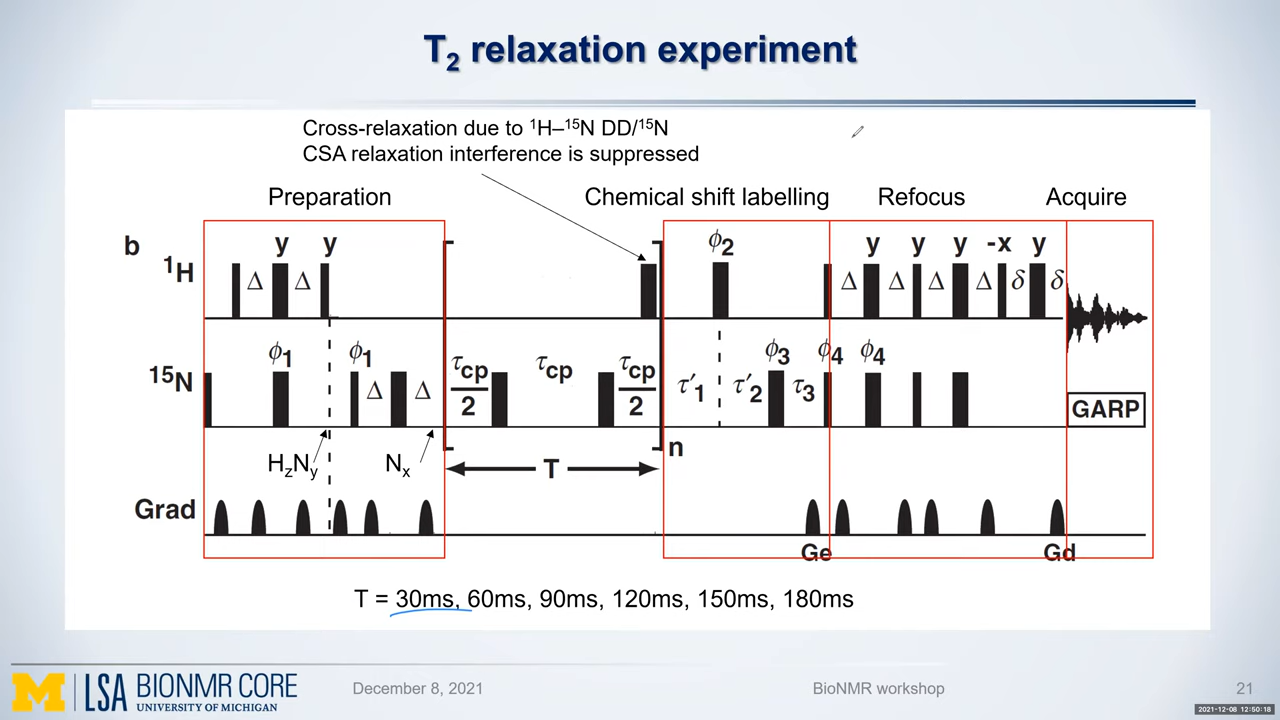 T₂ relaxation experiment
Cross-relaxation due to ¹H–¹⁵N DD/¹⁵N
CSA relaxation interference is suppressed
Preparation
Chemical shift labelling
Refocus
Acquire
b
¹H
Δ y Δ y
ϕ₂
Δ y Δ y Δ y Δ -x δ y δ
¹⁵N
ϕ₁ ϕ₁ Δ Δ
τcp/2 τcp τcp/2
τ′₁ τ′₂ ϕ₃ τ₃ ϕ₄ ϕ₄
GARP
HzNy
Nx
T
n
Grad
Ge
Gd
T = 30ms, 60ms, 90ms, 120ms, 150ms, 180ms
M LSA BIONMR CORE
UNIVERSITY OF MICHIGAN
December 8, 2021
BioNMR workshop
21
2021-12-08 12:50:18